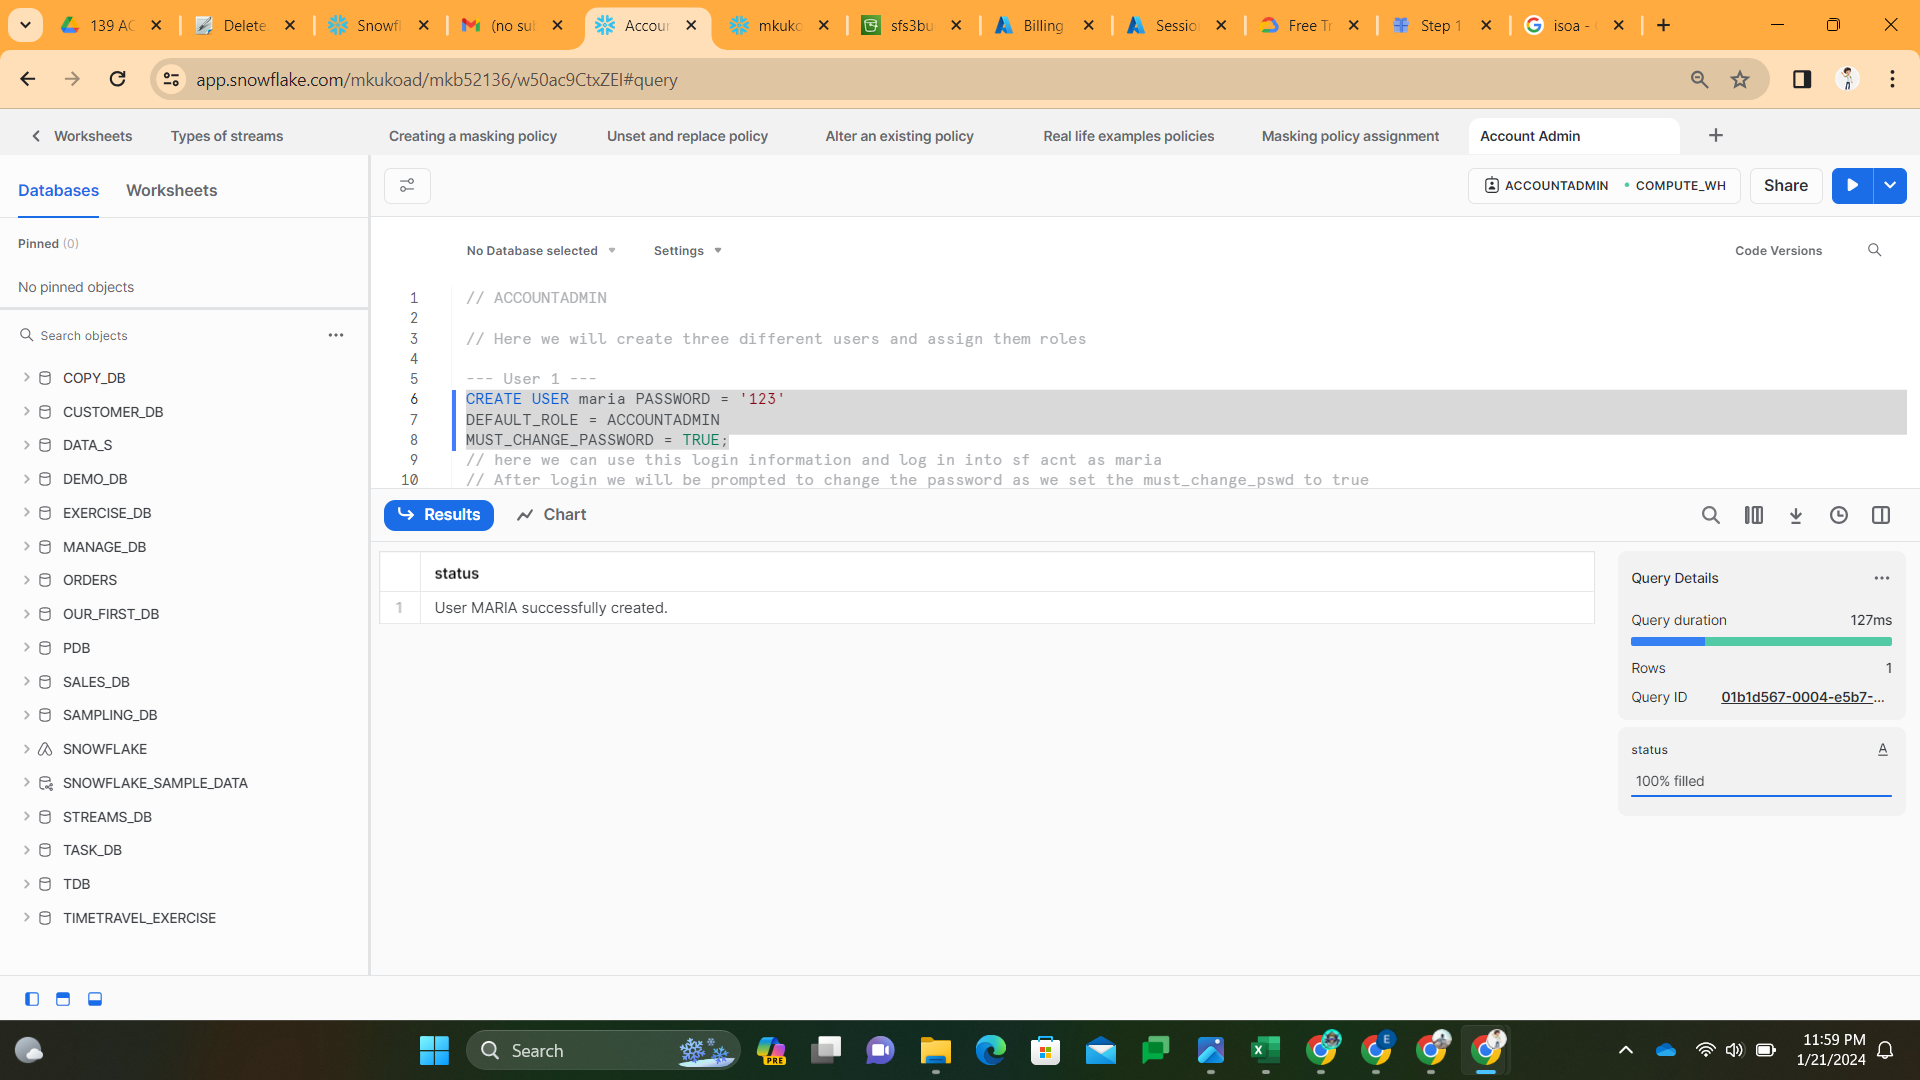 139 AC
Delete
Snowfl
(no sub
Accour
mkuko
sfs3bu
Billing
Sessio
Free Tr
Step 1
isoa -
app.snowflake.com/mkukoad/mkb52136/w50ac9CtxZEI#query
Worksheets
Types of streams
Creating a masking policy
Unset and replace policy
Alter an existing policy
Real life examples policies
Masking policy assignment
Account Admin
Databases
Worksheets
ACCOUNTADMIN
COMPUTE_WH
Share
Pinned (0)
No pinned objects
No Database selected
Settings
Code Versions
Search objects
COPY_DB
CUSTOMER_DB
DATA_S
DEMO_DB
EXERCISE_DB
MANAGE_DB
ORDERS
OUR_FIRST_DB
PDB
SALES_DB
SAMPLING_DB
SNOWFLAKE
SNOWFLAKE_SAMPLE_DATA
STREAMS_DB
TASK_DB
TDB
TIMETRAVEL_EXERCISE
1 // ACCOUNTADMIN
2
3 // Here we will create three different users and assign them roles
4
5 --- User 1 ---
6 CREATE USER maria PASSWORD = '123'
7 DEFAULT_ROLE = ACCOUNTADMIN
8 MUST_CHANGE_PASSWORD = TRUE;
9 // here we can use this login information and log in into sf acnt as maria
10 // After login we will be prompted to change the password as we set the must_change_pswd to true
Results
Chart
status
1 User MARIA successfully created.
Query Details
Query duration 127ms
Rows 1
Query ID 01b1d567-0004-e5b7-...
status A
100% filled
Search
PRE
E
11:59 PM
1/21/2024